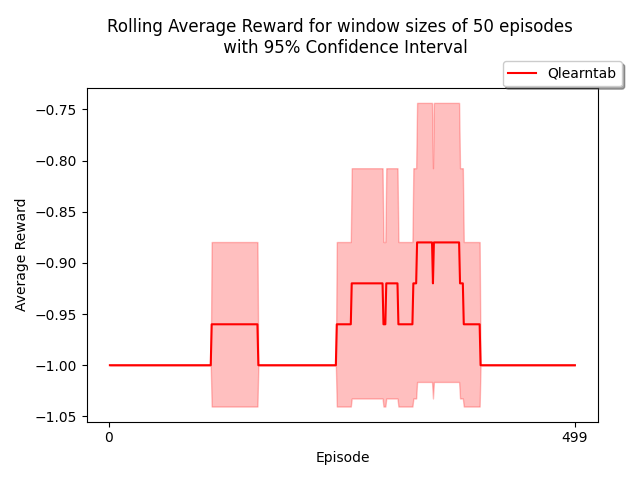 Rolling Average Reward for window sizes of 50 episodes
with 95% Confidence Interval
Qlearntab
Average Reward
−0.75
−0.80
−0.85
−0.90
−0.95
−1.00
−1.05
0
499
Episode